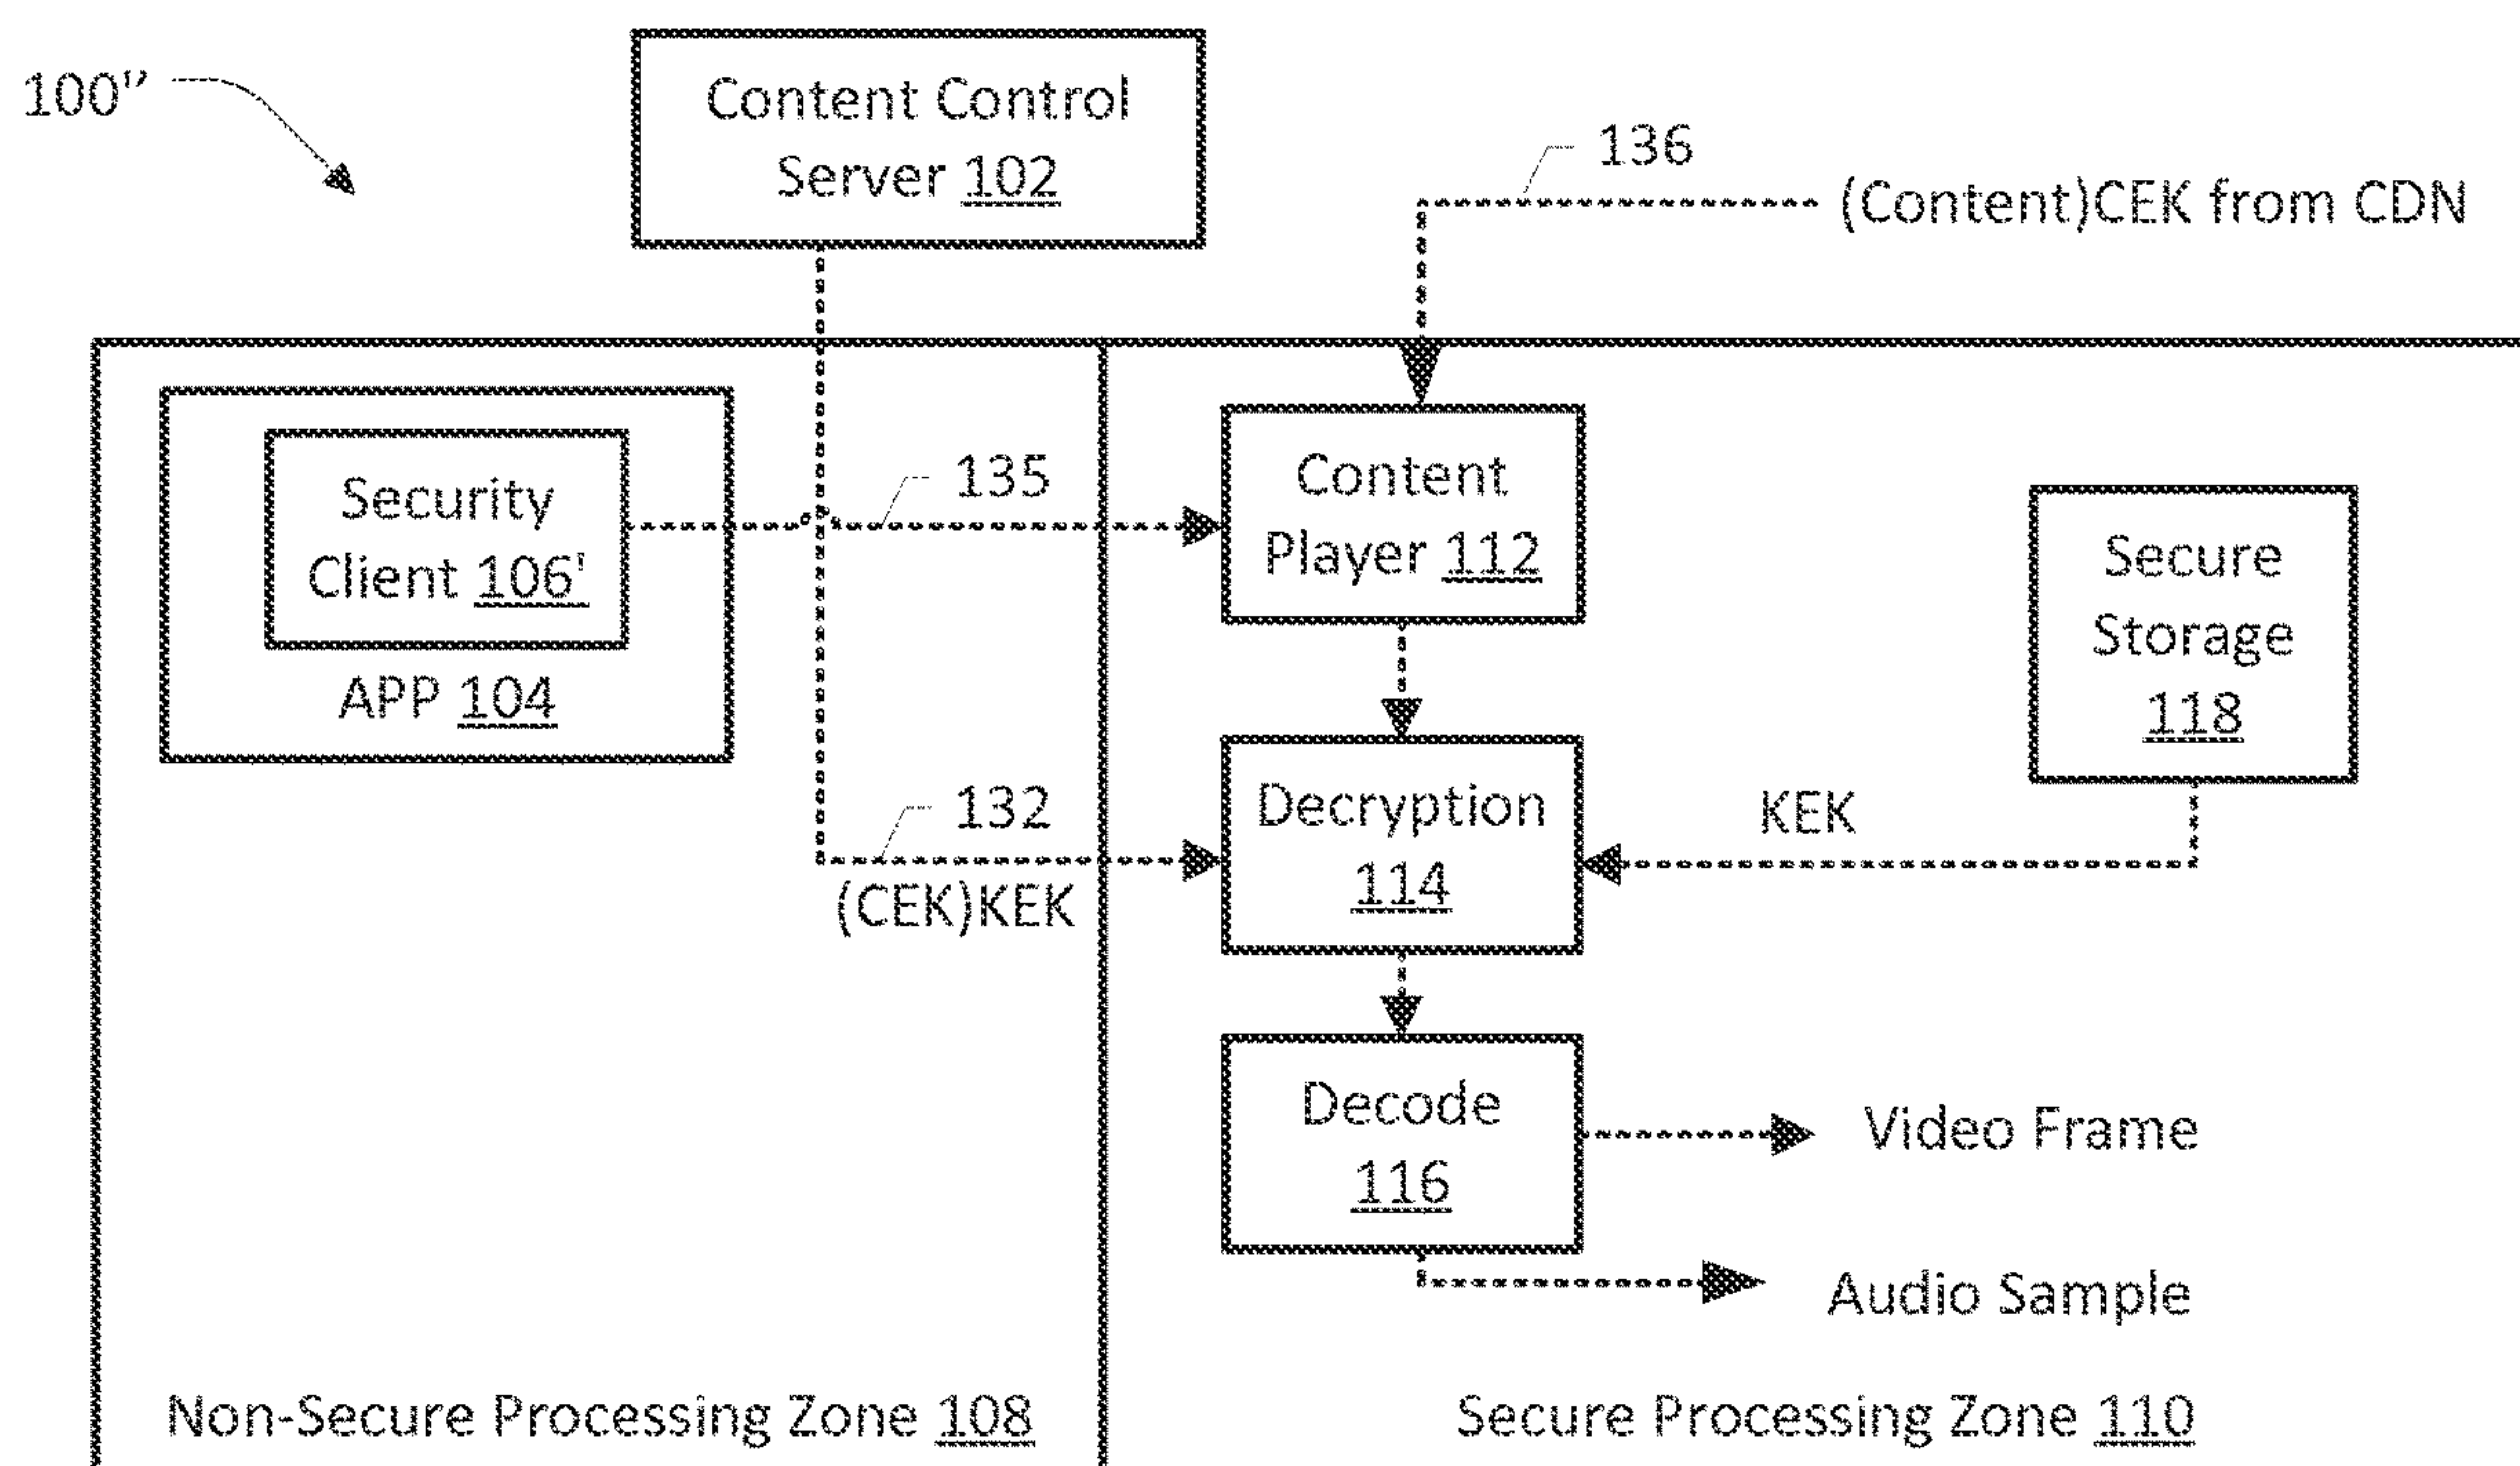 100"
Content Control
Server 102
136
(Content)CEK from CDN
Security
Client 106'
APP 104
135
Content
Player 112
Secure
Storage
118
132
(CEK)KEK
Decryption
114
KEK
Decode
116
Video Frame
Audio Sample
Non-Secure Processing Zone 108
Secure Processing Zone 110